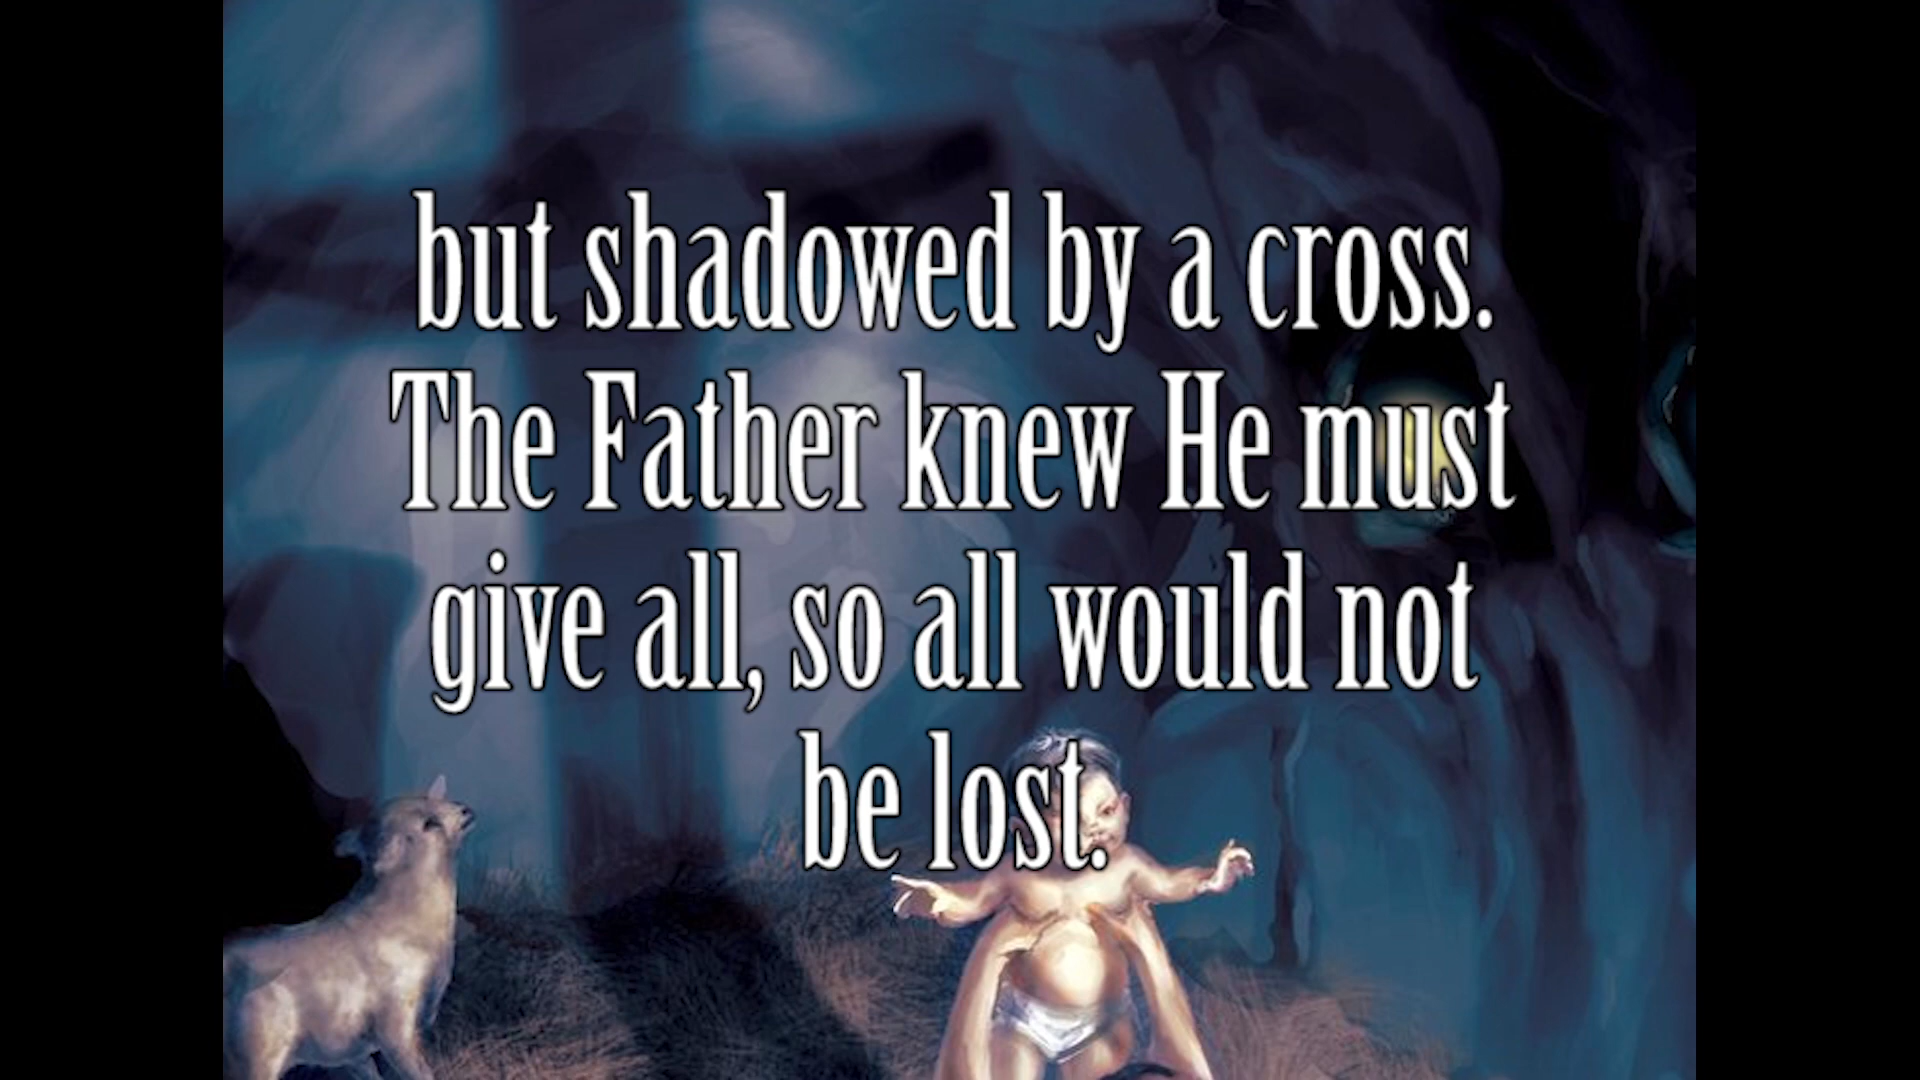 but shadowed by a cross.
The Father knew He must
give all, so all would not
be lost.